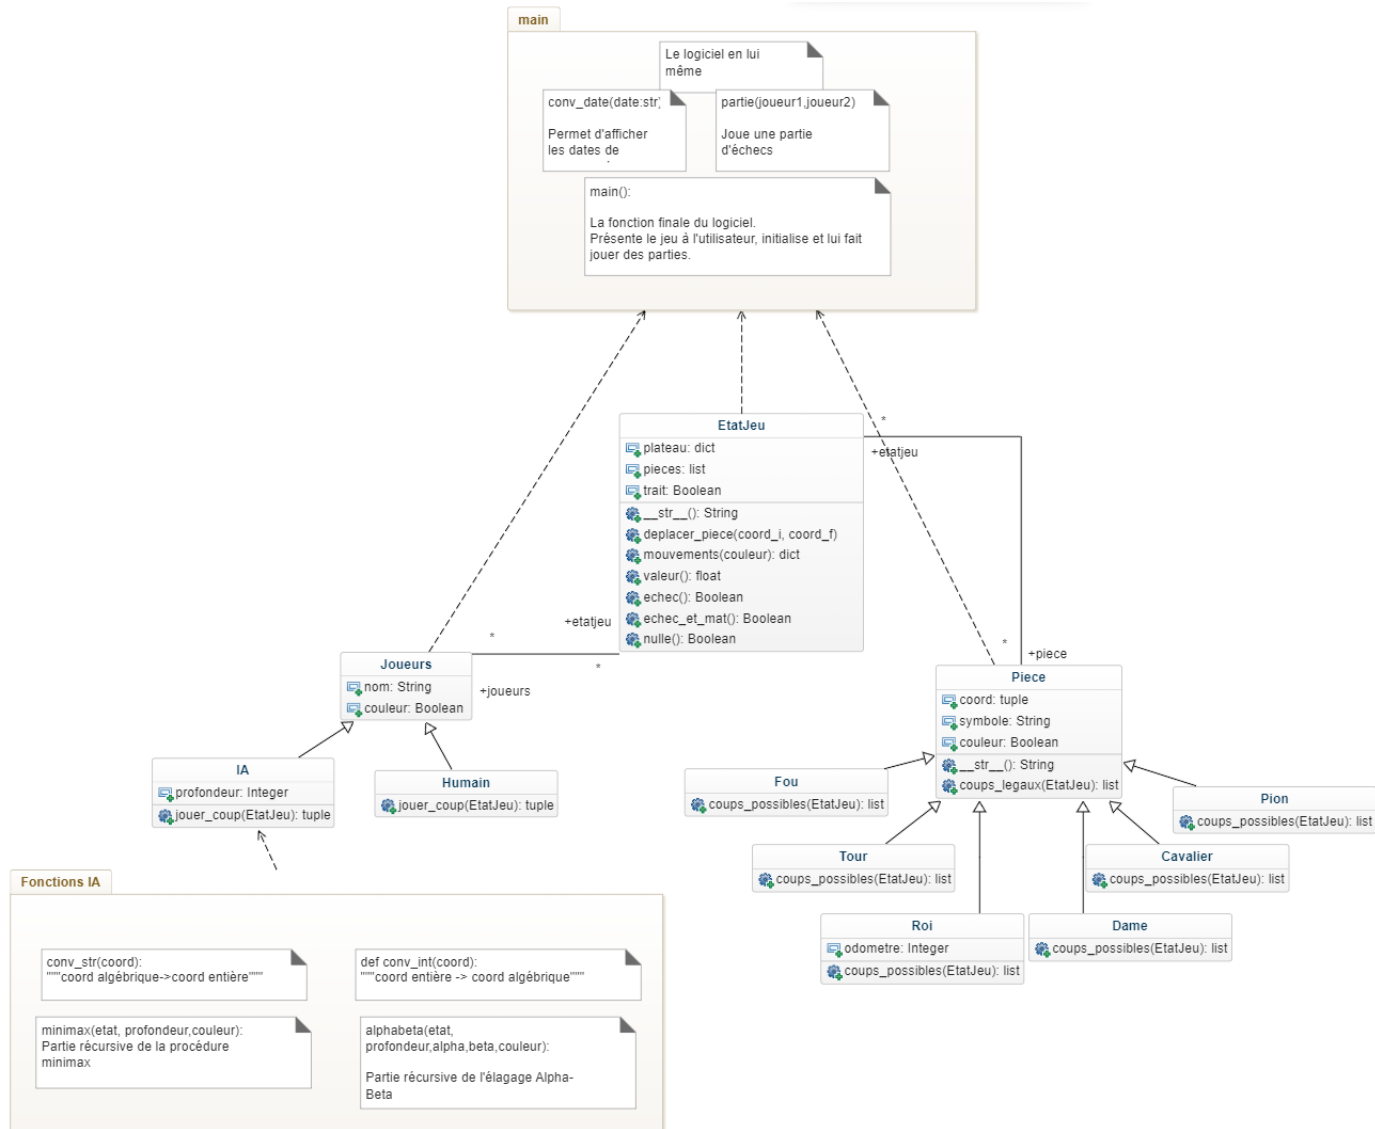 main
Le logiciel en lui
même
conv_date(date:str)
Permet d'afficher
les dates de
partie(joueur1,joueur2)
Joue une partie
d'échecs
main():
La fonction finale du logiciel.
Présente le jeu à l'utilisateur, initialise et lui fait
jouer des parties.
EtatJeu
plateau: dict
pieces: list
trait: Boolean
__str__(): String
deplacer_piece(coord_i, coord_f)
mouvements(couleur): dict
valeur(): float
echec(): Boolean
echec_et_mat(): Boolean
nulle(): Boolean
*
+etatjeu
+etatjeu
*
*
+joueurs
*
+piece
Joueurs
nom: String
couleur: Boolean
Piece
coord: tuple
symbole: String
couleur: Boolean
__str__(): String
coups_legaux(EtatJeu): list
IA
profondeur: Integer
jouer_coup(EtatJeu): tuple
Humain
jouer_coup(EtatJeu): tuple
Fou
coups_possibles(EtatJeu): list
Pion
coups_possibles(EtatJeu): list
Tour
coups_possibles(EtatJeu): list
Cavalier
coups_possibles(EtatJeu): list
Roi
odometre: Integer
coups_possibles(EtatJeu): list
Dame
coups_possibles(EtatJeu): list
Fonctions IA
conv_str(coord):
"""coord algébrique->coord entière"""
def conv_int(coord):
"""coord entière -> coord algébrique"""
minimax(etat, profondeur,couleur):
Partie récursive de la procédure
minimax
alphabeta(etat,
profondeur,alpha,beta,couleur):
Partie récursive de l'élagage Alpha-
Beta